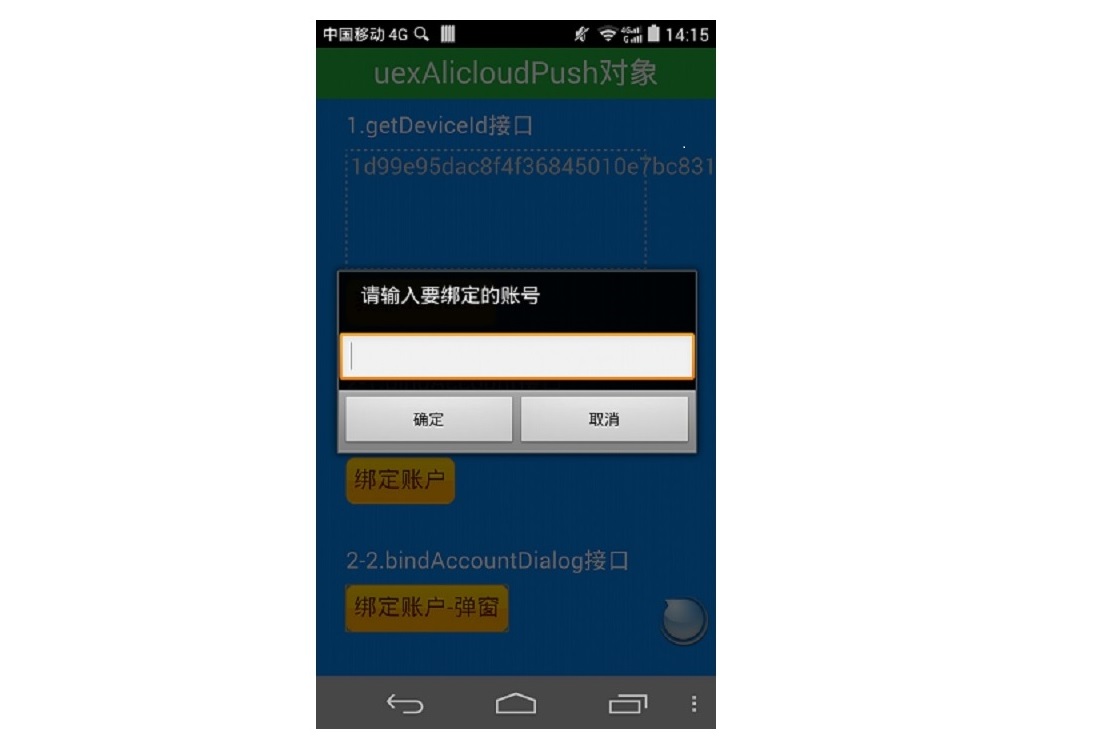 中国移动 4G 14:15
uexAlicloudPush对象
1.getDeviceId接口
1d99e95dac8f4f36845010e7bc831
请输入要绑定的账号
确定 取消
绑定账户
2-2.bindAccountDialog接口
绑定账户-弹窗